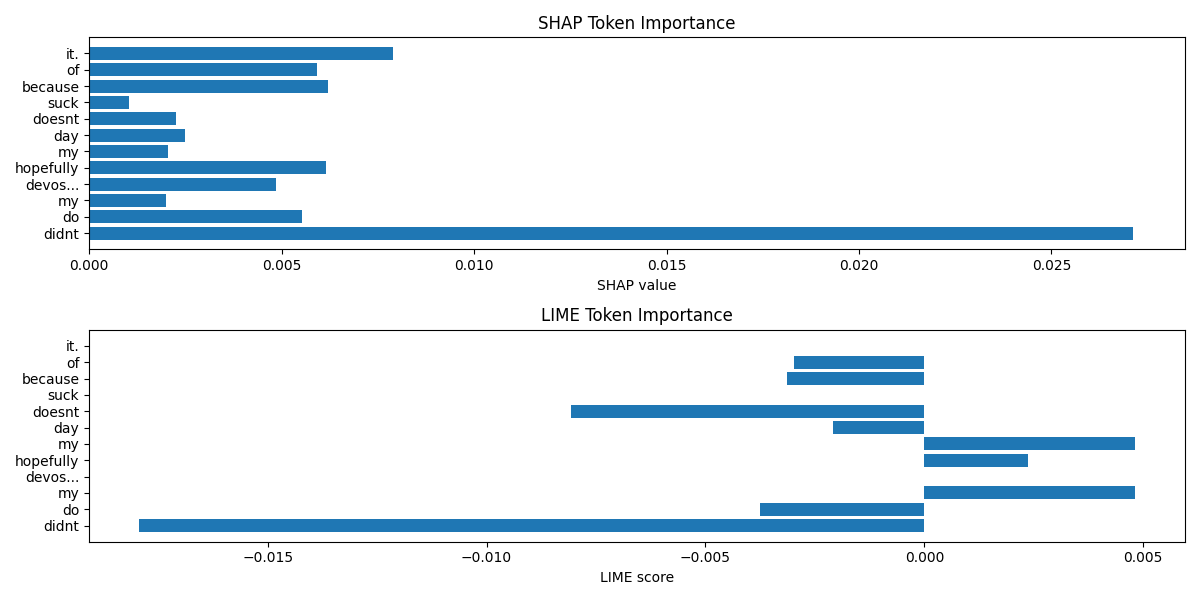 SHAP Token Importance
it.
of
because
suck
doesnt
day
my
hopefully
devos...
my
do
didnt
0.000 0.005 0.010 0.015 0.020 0.025
SHAP value
LIME Token Importance
it.
of
because
suck
doesnt
day
my
hopefully
devos...
my
do
didnt
−0.015 −0.010 −0.005 0.000 0.005
LIME score